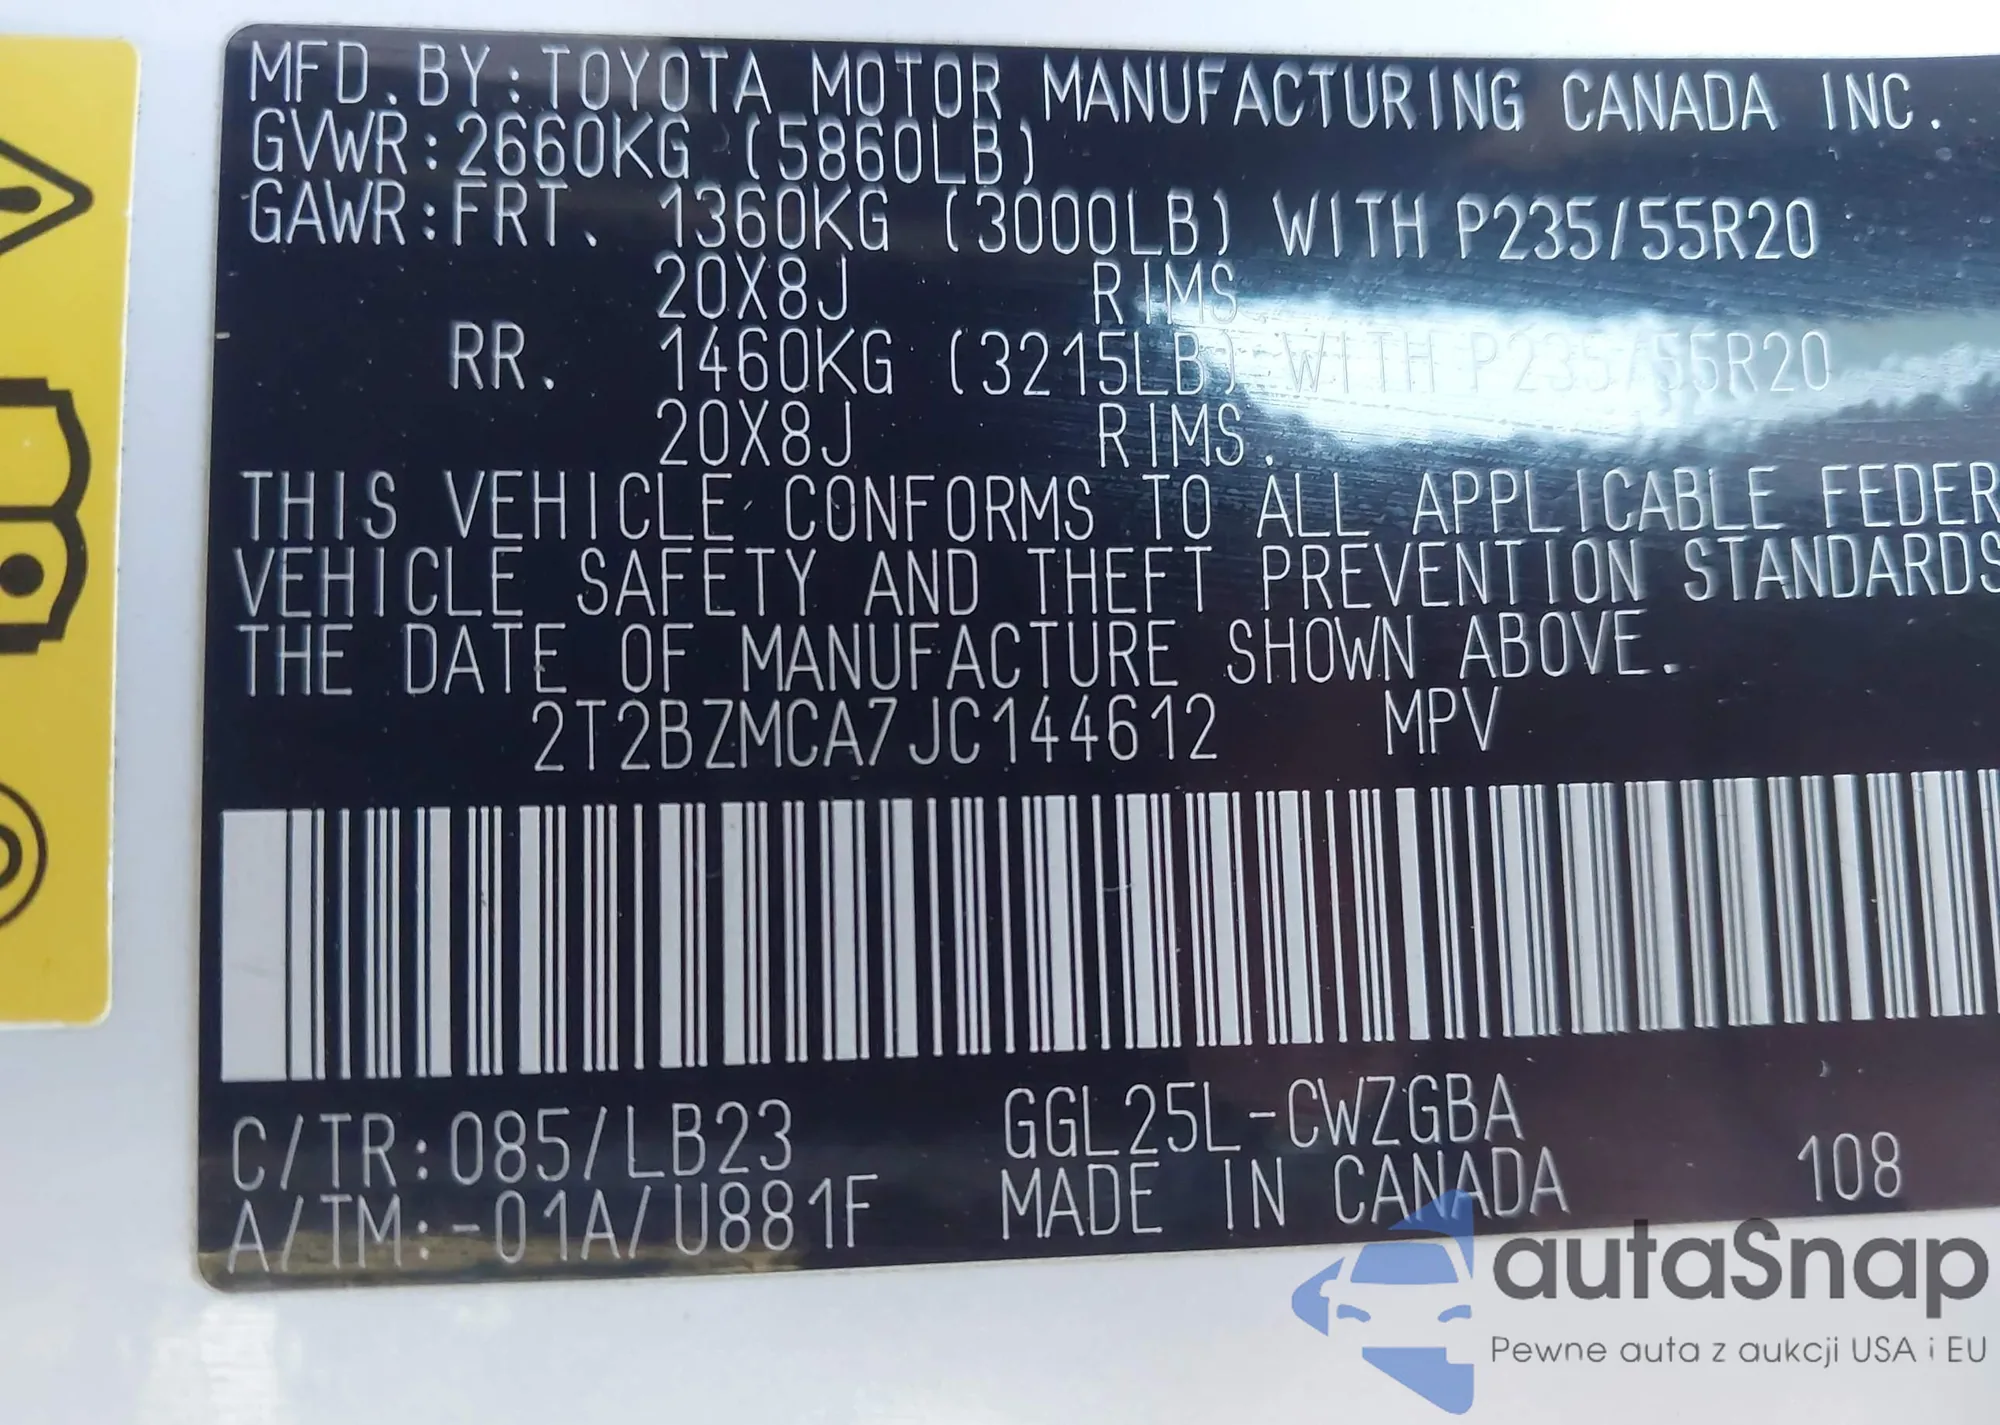 MFD.BY:TOYOTA MOTOR MANUFACTURING CANADA INC.
GVWR:2660KG (5860LB)
GAWR:FRT. 1360KG (3000LB) WITH P235/55R20
20X8J RIMS.
RR. 1460KG (3215LB) WITH P235/55R20
20X8J RIMS.
THIS VEHICLE CONFORMS TO ALL APPLICABLE FEDER
VEHICLE SAFETY AND THEFT PREVENTION STANDARDS
THE DATE OF MANUFACTURE SHOWN ABOVE.
2T2BZMCA7JC144612 MPV
C/TR:085/LB23 GGL25L-CWZGBA
A/TM:-01A/U881F MADE IN CANADA 108
autaSnap
Pewne auta z aukcji USA i EU